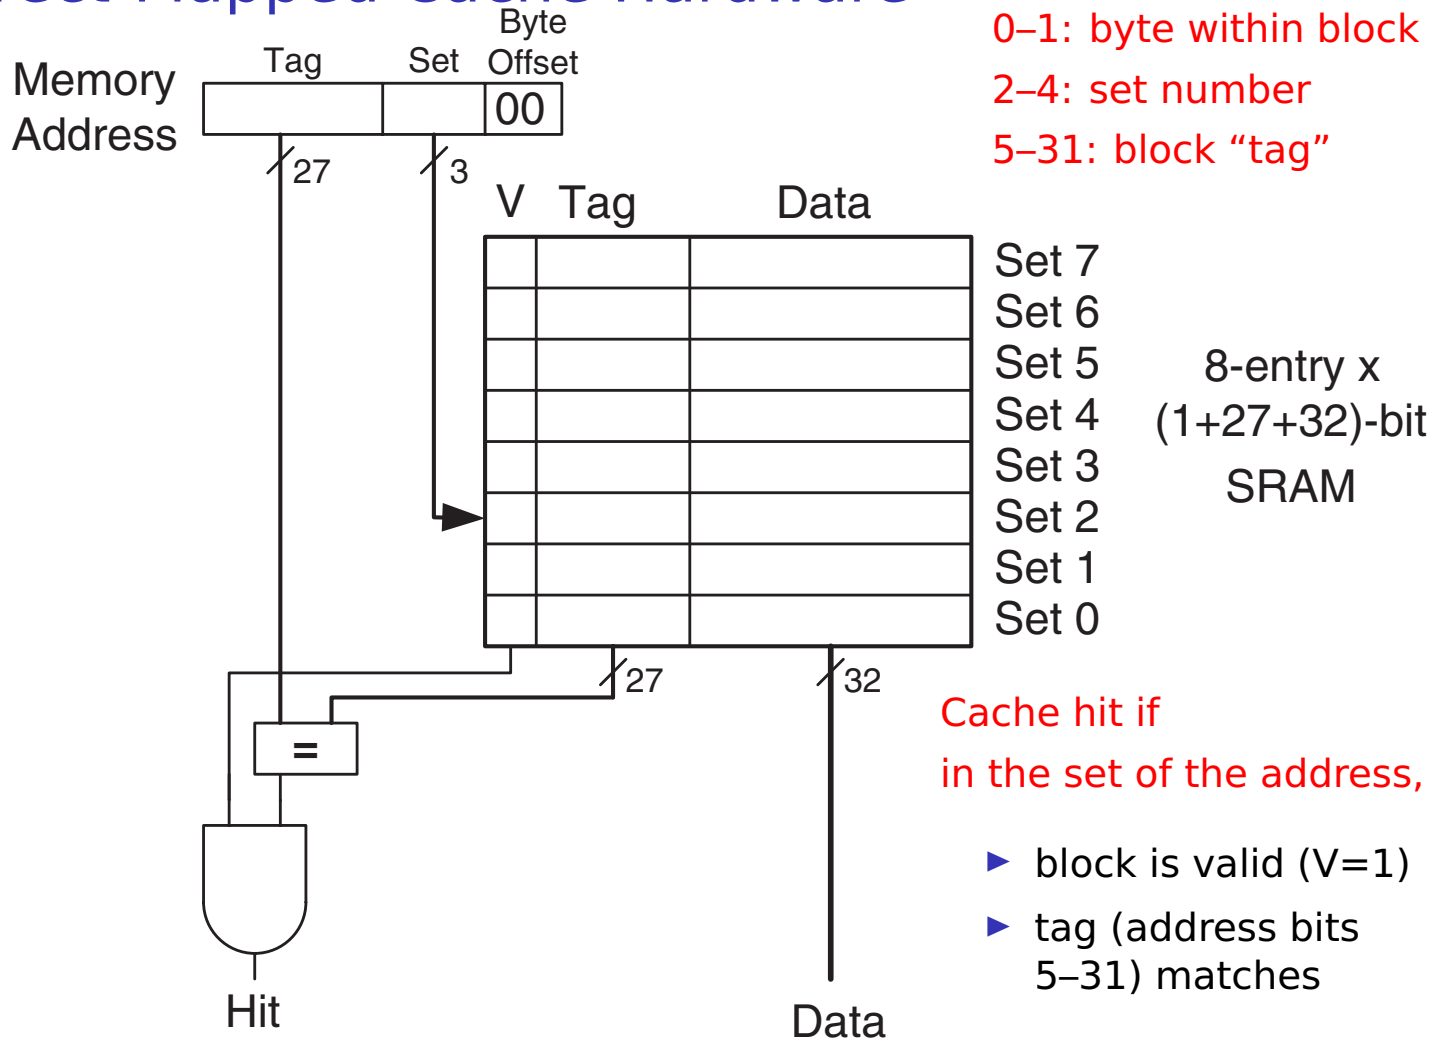 Mapped Cache Hardware
0–1: byte within block
2–4: set number
5–31: block “tag”
Byte
Tag Set Offset
Memory
Address
00
27 3
V Tag Data
Set 7
Set 6
Set 5
Set 4
Set 3
Set 2
Set 1
Set 0
8-entry x
(1+27+32)-bit
SRAM
27 32
=
Hit
Data
Cache hit if
in the set of the address,
▶ block is valid (V=1)
▶ tag (address bits
5–31) matches